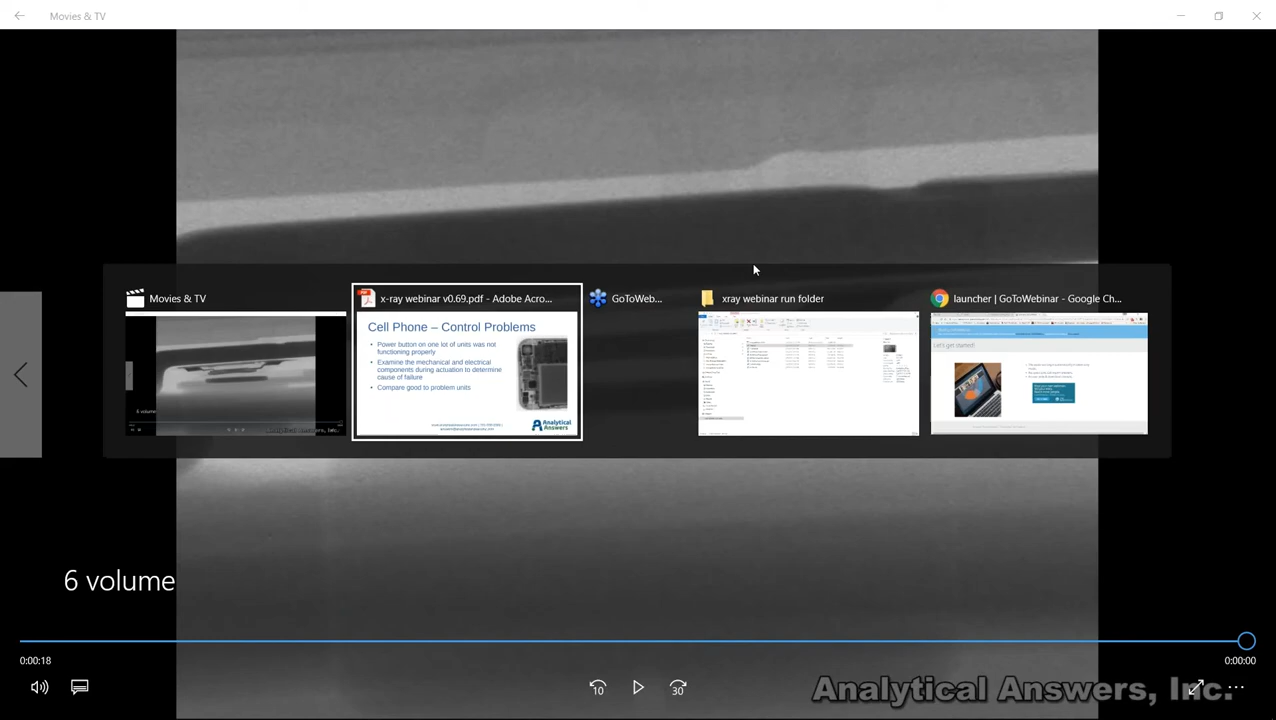 Movies & TV
Movies & TV
x-ray webinar v0.69.pdf - Adobe Acro...
GoToWeb...
xray webinar run folder
launcher | GoToWebinar - Google Ch...
Cell Phone – Control Problems
• Power button on one lot of units was
not functioning properly
• Examine the mechanical and electrical
components during actuation to determine
cause of failure
• Compare good to problem units
Analytical
Answers
Let's get started!
6 volume
6 volume
0:00:18
0:00:00
10
30
Analytical Answers, Inc.